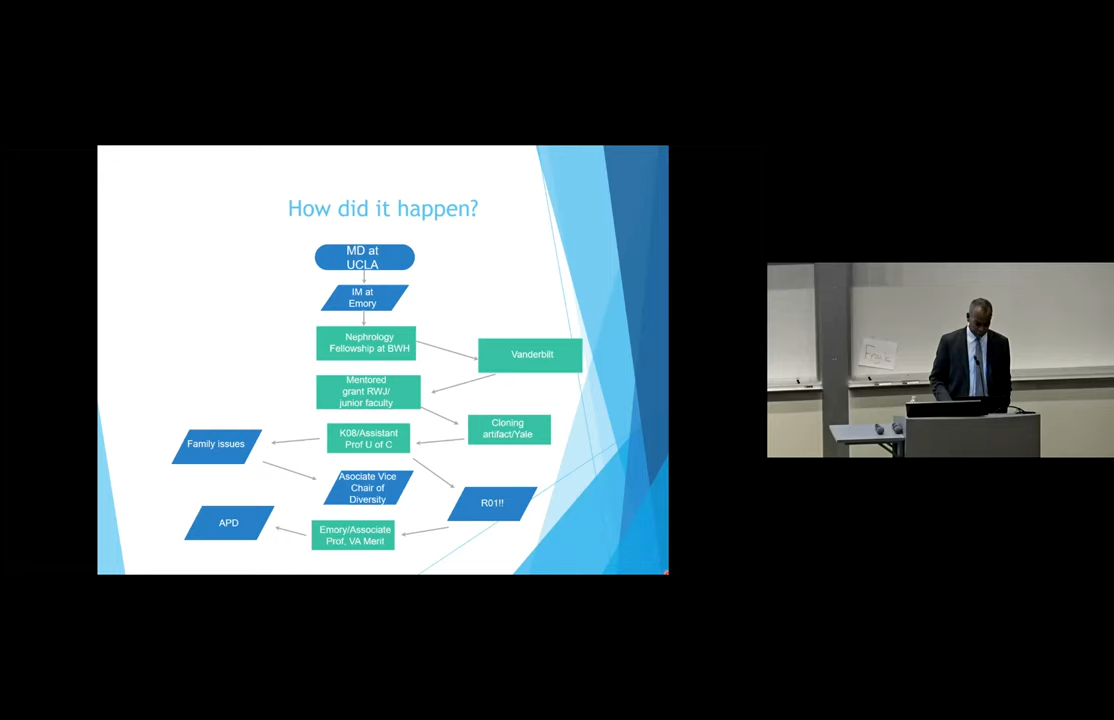 How did it happen?
MD at
UCLA
IM at
Emory
Nephrology
Fellowship at BWH
Vanderbilt
Mentored
grant RWJ/
junior faculty
Cloning
artifact/Yale
K08/Assistant
Prof U of C
Family issues
Asociate Vice
Chair of
Diversity
R01!!
APD
Emory/Associate
Prof, VA Merit